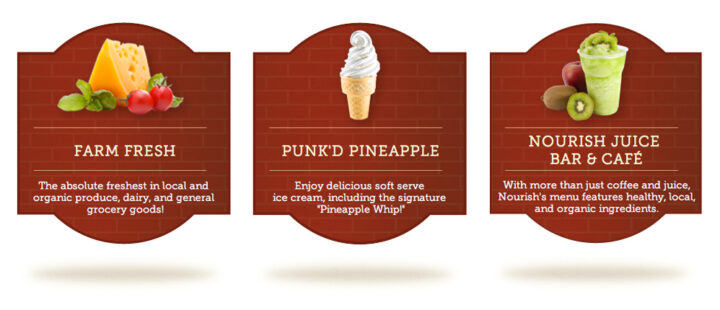 FARM FRESH
The absolute freshest in local and
organic produce, dairy, and general
grocery goods!
PUNK'D PINEAPPLE
Enjoy delicious soft serve
ice cream, including the signature
"Pineapple Whip!"
NOURISH JUICE
BAR & CAFÉ
With more than just coffee and juice,
Nourish's menu features healthy, local,
and organic ingredients.